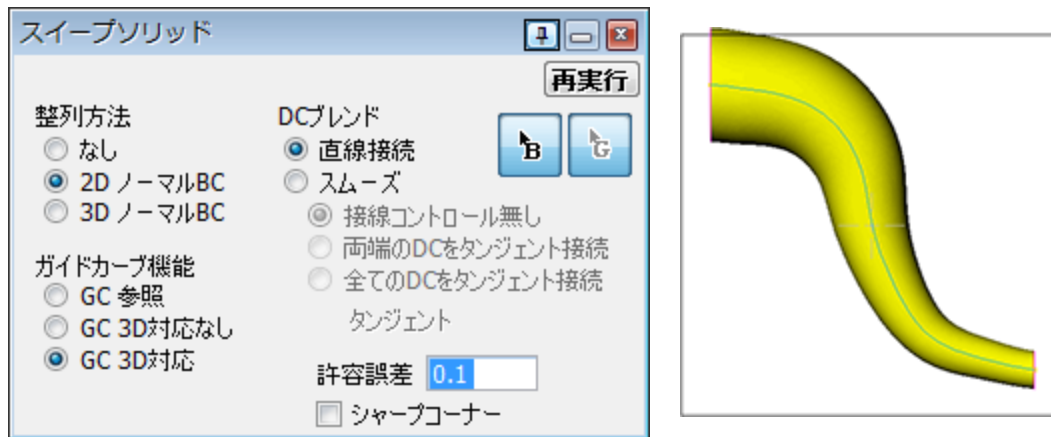 スイープソリッド
再実行
整列方法
なし
2D ノーマルBC
3D ノーマルBC
ガイドカーブ機能
GC 参照
GC 3D対応なし
GC 3D対応
DCブレンド
直線接続
スムーズ
接線コントロール無し
両端のDCをタンジェント接続
全てのDCをタンジェント接続
タンジェント
許容誤差 0.1
シャープコーナー
B
G